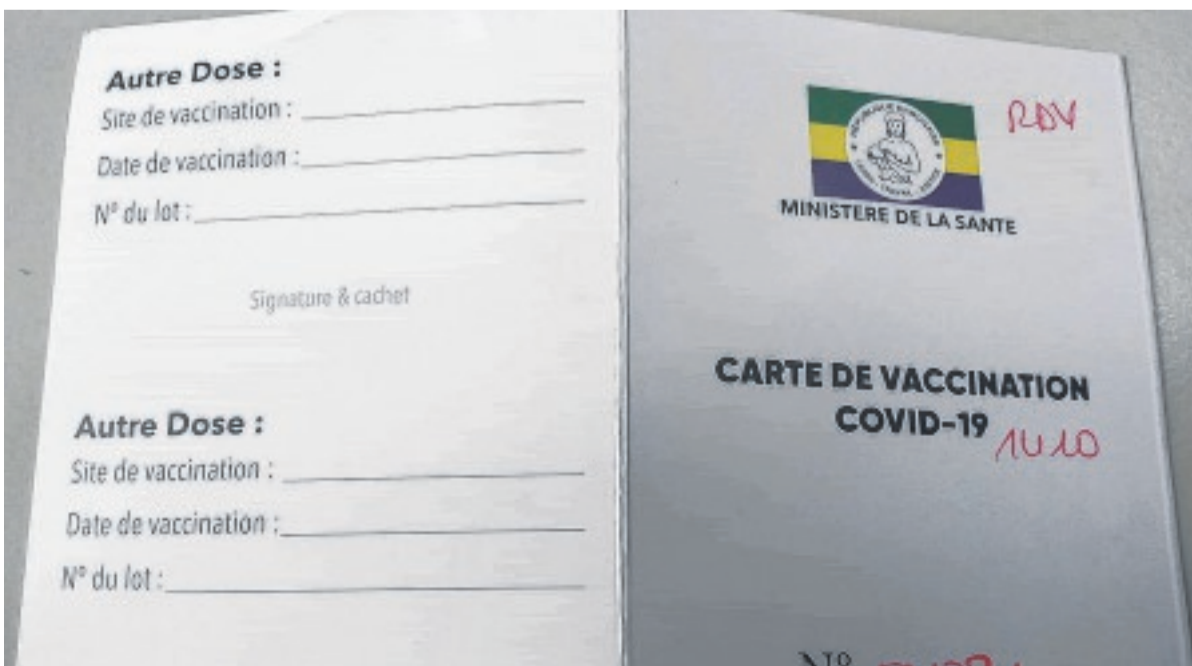 Autre Dose :
Site de vaccination :
Date de vaccination :
N° du lot :
Signature & cachet
Autre Dose :
Site de vaccination :
Date de vaccination :
N° du lot :
RDV
MINISTERE DE LA SANTE
CARTE DE VACCINATION
COVID-19
N°